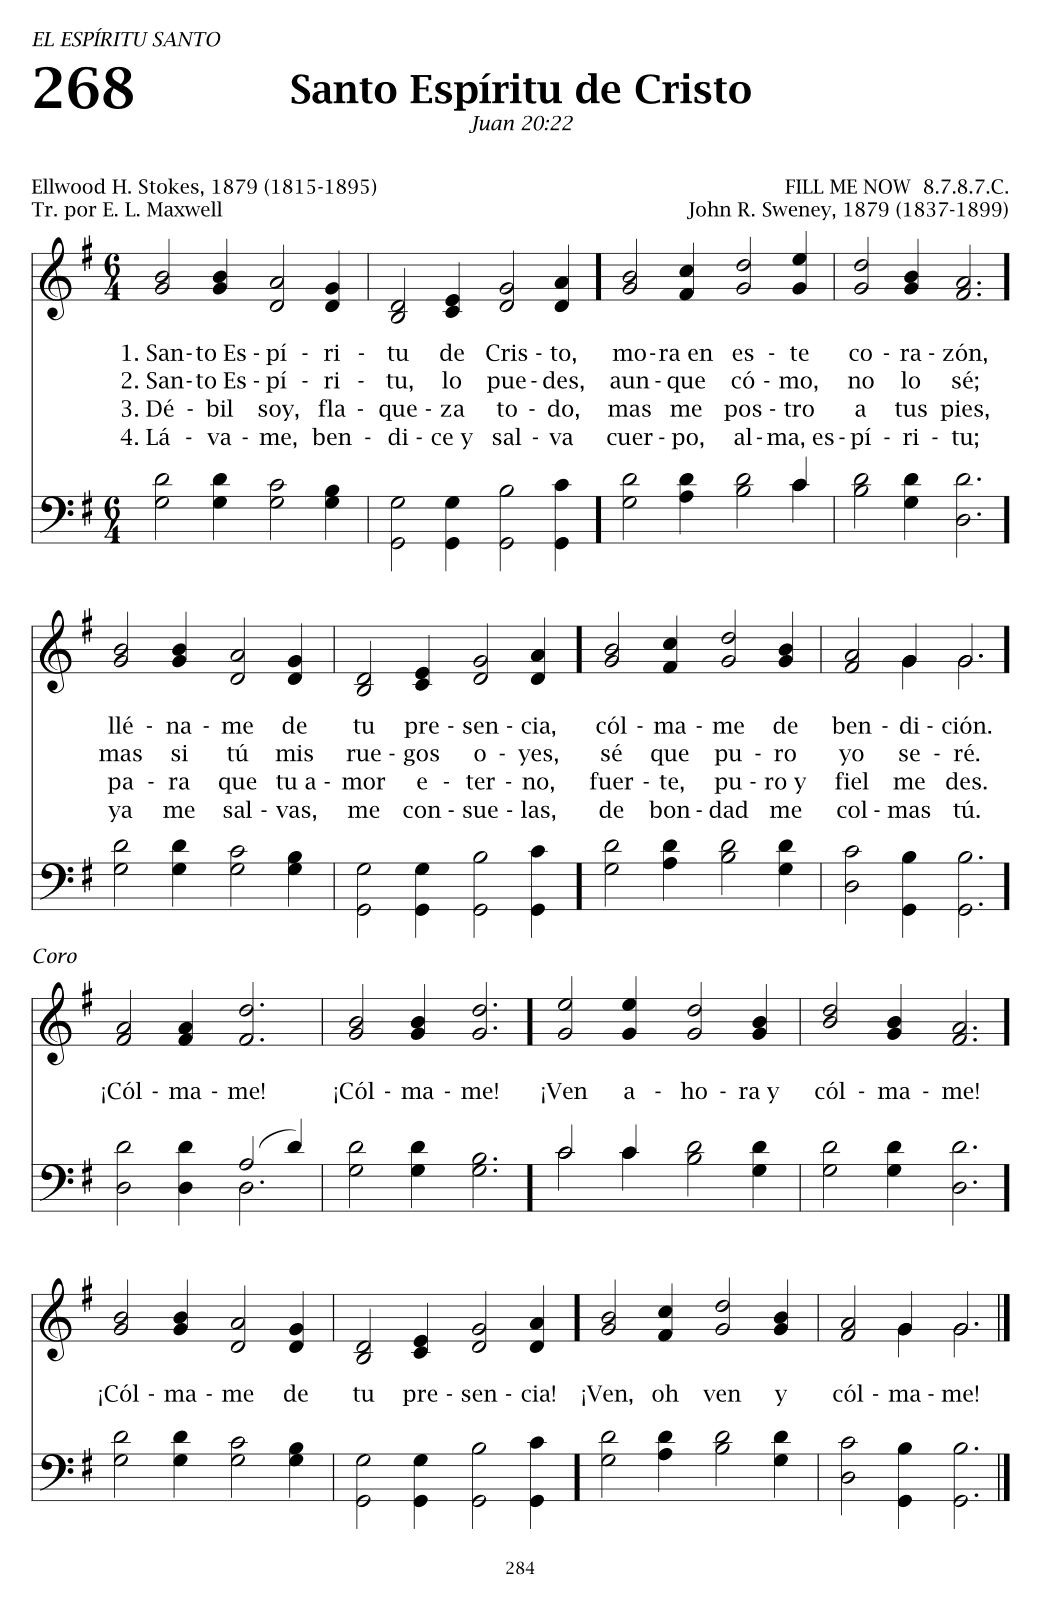 EL ESPÍRITU SANTO
268
Santo Espíritu de Cristo
Juan 20:22
Ellwood H. Stokes, 1879 (1815-1895)
FILL ME NOW 8.7.8.7.C.
Tr. por E. L. Maxwell
John R. Sweney, 1879 (1837-1899)
6
4
1. San-to Es - pí - ri - tu de Cris - to, mo-ra en es - te co - ra - zón,
2. San-to Es - pí - ri - tu, lo pue - des, aun - que có - mo, no lo sé;
3. Dé - bil soy, fla - que - za to - do, mas me pos - tro a tus pies,
4. Lá - va - me, ben - di - ce y sal - va cuer - po, al - ma, es - pí - ri - tu;
6
4
llé - na - me de tu pre - sen - cia, cól - ma - me de ben - di - ción.
mas si tú mis rue - gos o - yes, sé que pu - ro yo se - ré.
pa - ra que tu a - mor e - ter - no, fuer - te, pu - ro y fiel me des.
ya me sal - vas, me con - sue - las, de bon - dad me col - mas tú.
Coro
¡Cól - ma - me! ¡Cól - ma - me! ¡Ven a - ho - ra y cól - ma - me!
¡Cól - ma - me de tu pre - sen - cia! ¡Ven, oh ven y cól - ma - me!
284